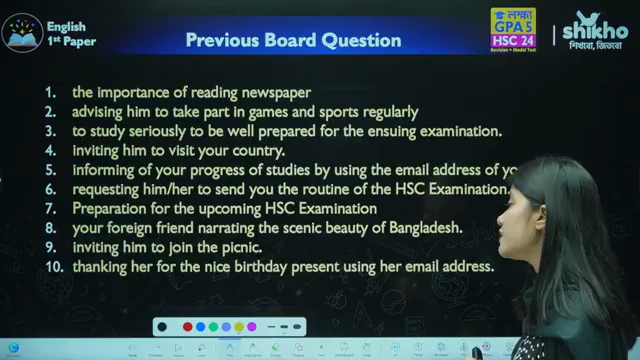 English
1st Paper
Previous Board Question
লক্ষ্য
GPA 5
HSC 24
Revision + Model Test
shikho
শিখবো, জিতবো
1. the importance of reading newspaper
2. advising him to take part in games and sports regularly
3. to study seriously to be well prepared for the ensuing examination.
4. inviting him to visit your country.
5. informing of your progress of studies by using the email address of
6. requesting him/her to send you the routine of the HSC Examination.
7. Preparation for the upcoming HSC Examination
8. your foreign friend narrating the scenic beauty of Bangladesh.
9. inviting him to join the picnic.
10. thanking her for the nice birthday present using her email address.